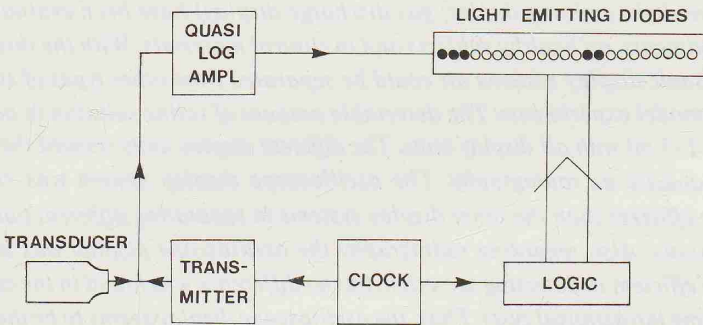 QUASI
LOG
AMPL
LIGHT EMITTING DIODES
TRANSDUCER
TRANS-
MITTER
CLOCK
LOGIC